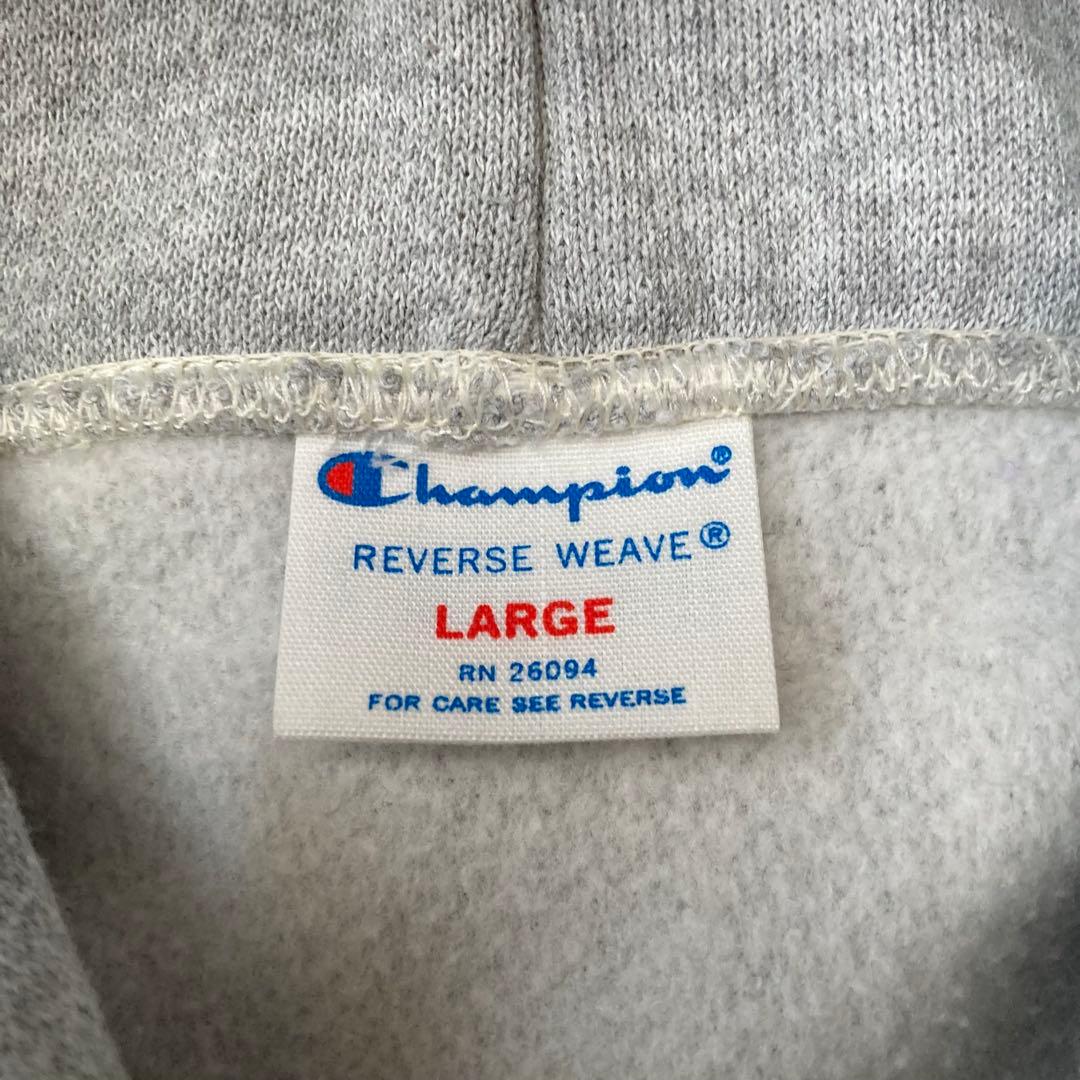 Champion®
REVERSE WEAVE®
LARGE
RN 26094
FOR CARE SEE REVERSE